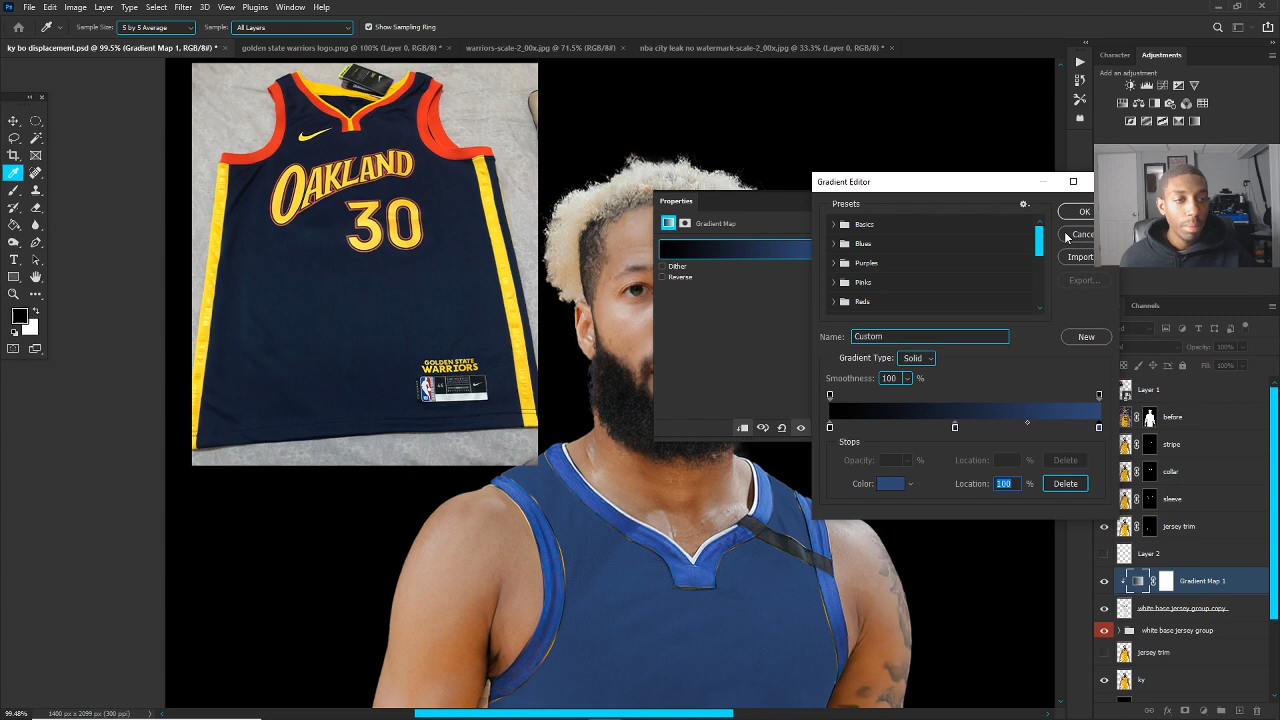 File Edit Image Layer Type Select Filter 3D View Plugins Window Help
Sample Size: 5 by 5 Average Sample: All Layers Show Sampling Ring
ky bo displacement.psd @ 99.5% (Gradient Map 1, RGB/8#) *
golden state warriors logo.png @ 100% (Layer 0, RGB/8) *
warriors-scale-2_00x.jpg @ 71.5% (RGB/8#)
nba city leak no watermark-scale-2_00x.jpg @ 33.3% (Layer 0, RGB/8) *
Character Adjustments
Add an adjustment
OAKLAND
30
GOLDEN STATE
WARRIORS
Properties
Gradient Map
Dither
Reverse
Gradient Editor
Presets
Basics
Blues
Purples
Pinks
Reds
OK
Cance
Import
Export...
Name: Custom
New
Gradient Type: Solid
Smoothness: 100 %
Stops
Opacity: % Location: % Delete
Color: Location: 100 % Delete
Channels
Opacity: 100%
Fill: 100%
Layer 1
before
stripe
collar
sleeve
jersey trim
Layer 2
Gradient Map 1
white base jersey group copy
white base jersey group
jersey trim
ky
99.48% 1400 px x 2099 px (300 ppi)